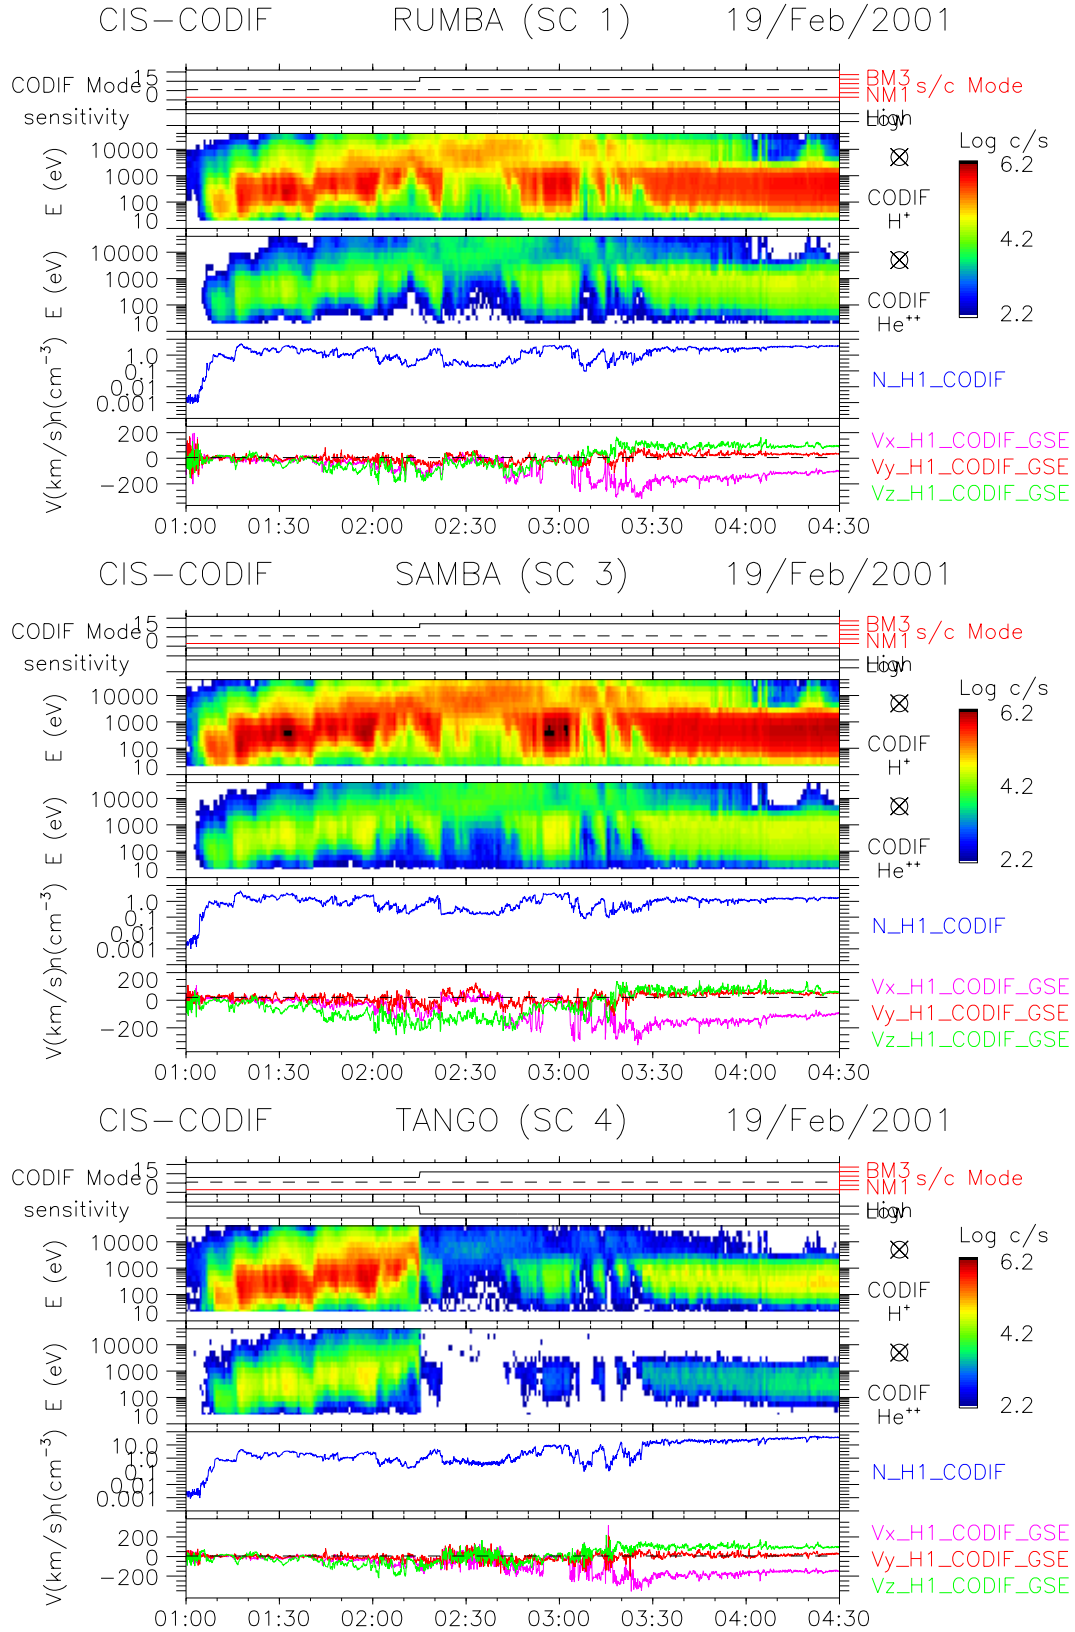 CIS-CODIF RUMBA (SC 1) 19/Feb/2001
CODIF Mode 15 0 BM3 NM1 s/c Mode
sensitivity High Low
E (eV) 10000 1000 100 10 CODIF H+
Log c/s 6.2 4.2 2.2
E (eV) 10000 1000 100 10 CODIF He++
n(cm−3) 1.0 0.1 0.01 0.001 N_H1_CODIF
V(km/s) 200 0 −200 Vx_H1_CODIF_GSE
Vy_H1_CODIF_GSE
Vz_H1_CODIF_GSE
01:00 01:30 02:00 02:30 03:00 03:30 04:00 04:30
CIS-CODIF SAMBA (SC 3) 19/Feb/2001
CODIF Mode 15 0 BM3 NM1 s/c Mode
sensitivity High Low
E (eV) 10000 1000 100 10 CODIF H+
Log c/s 6.2 4.2 2.2
E (eV) 10000 1000 100 10 CODIF He++
n(cm−3) 1.0 0.1 0.01 0.001 N_H1_CODIF
V(km/s) 200 0 −200 Vx_H1_CODIF_GSE
Vy_H1_CODIF_GSE
Vz_H1_CODIF_GSE
01:00 01:30 02:00 02:30 03:00 03:30 04:00 04:30
CIS-CODIF TANGO (SC 4) 19/Feb/2001
CODIF Mode 15 0 BM3 NM1 s/c Mode
sensitivity High Low
E (eV) 10000 1000 100 10 CODIF H+
Log c/s 6.2 4.2 2.2
E (eV) 10000 1000 100 10 CODIF He++
n(cm−3) 10.0 1.0 0.1 0.01 0.001 N_H1_CODIF
V(km/s) 200 0 −200 Vx_H1_CODIF_GSE
Vy_H1_CODIF_GSE
Vz_H1_CODIF_GSE
01:00 01:30 02:00 02:30 03:00 03:30 04:00 04:30